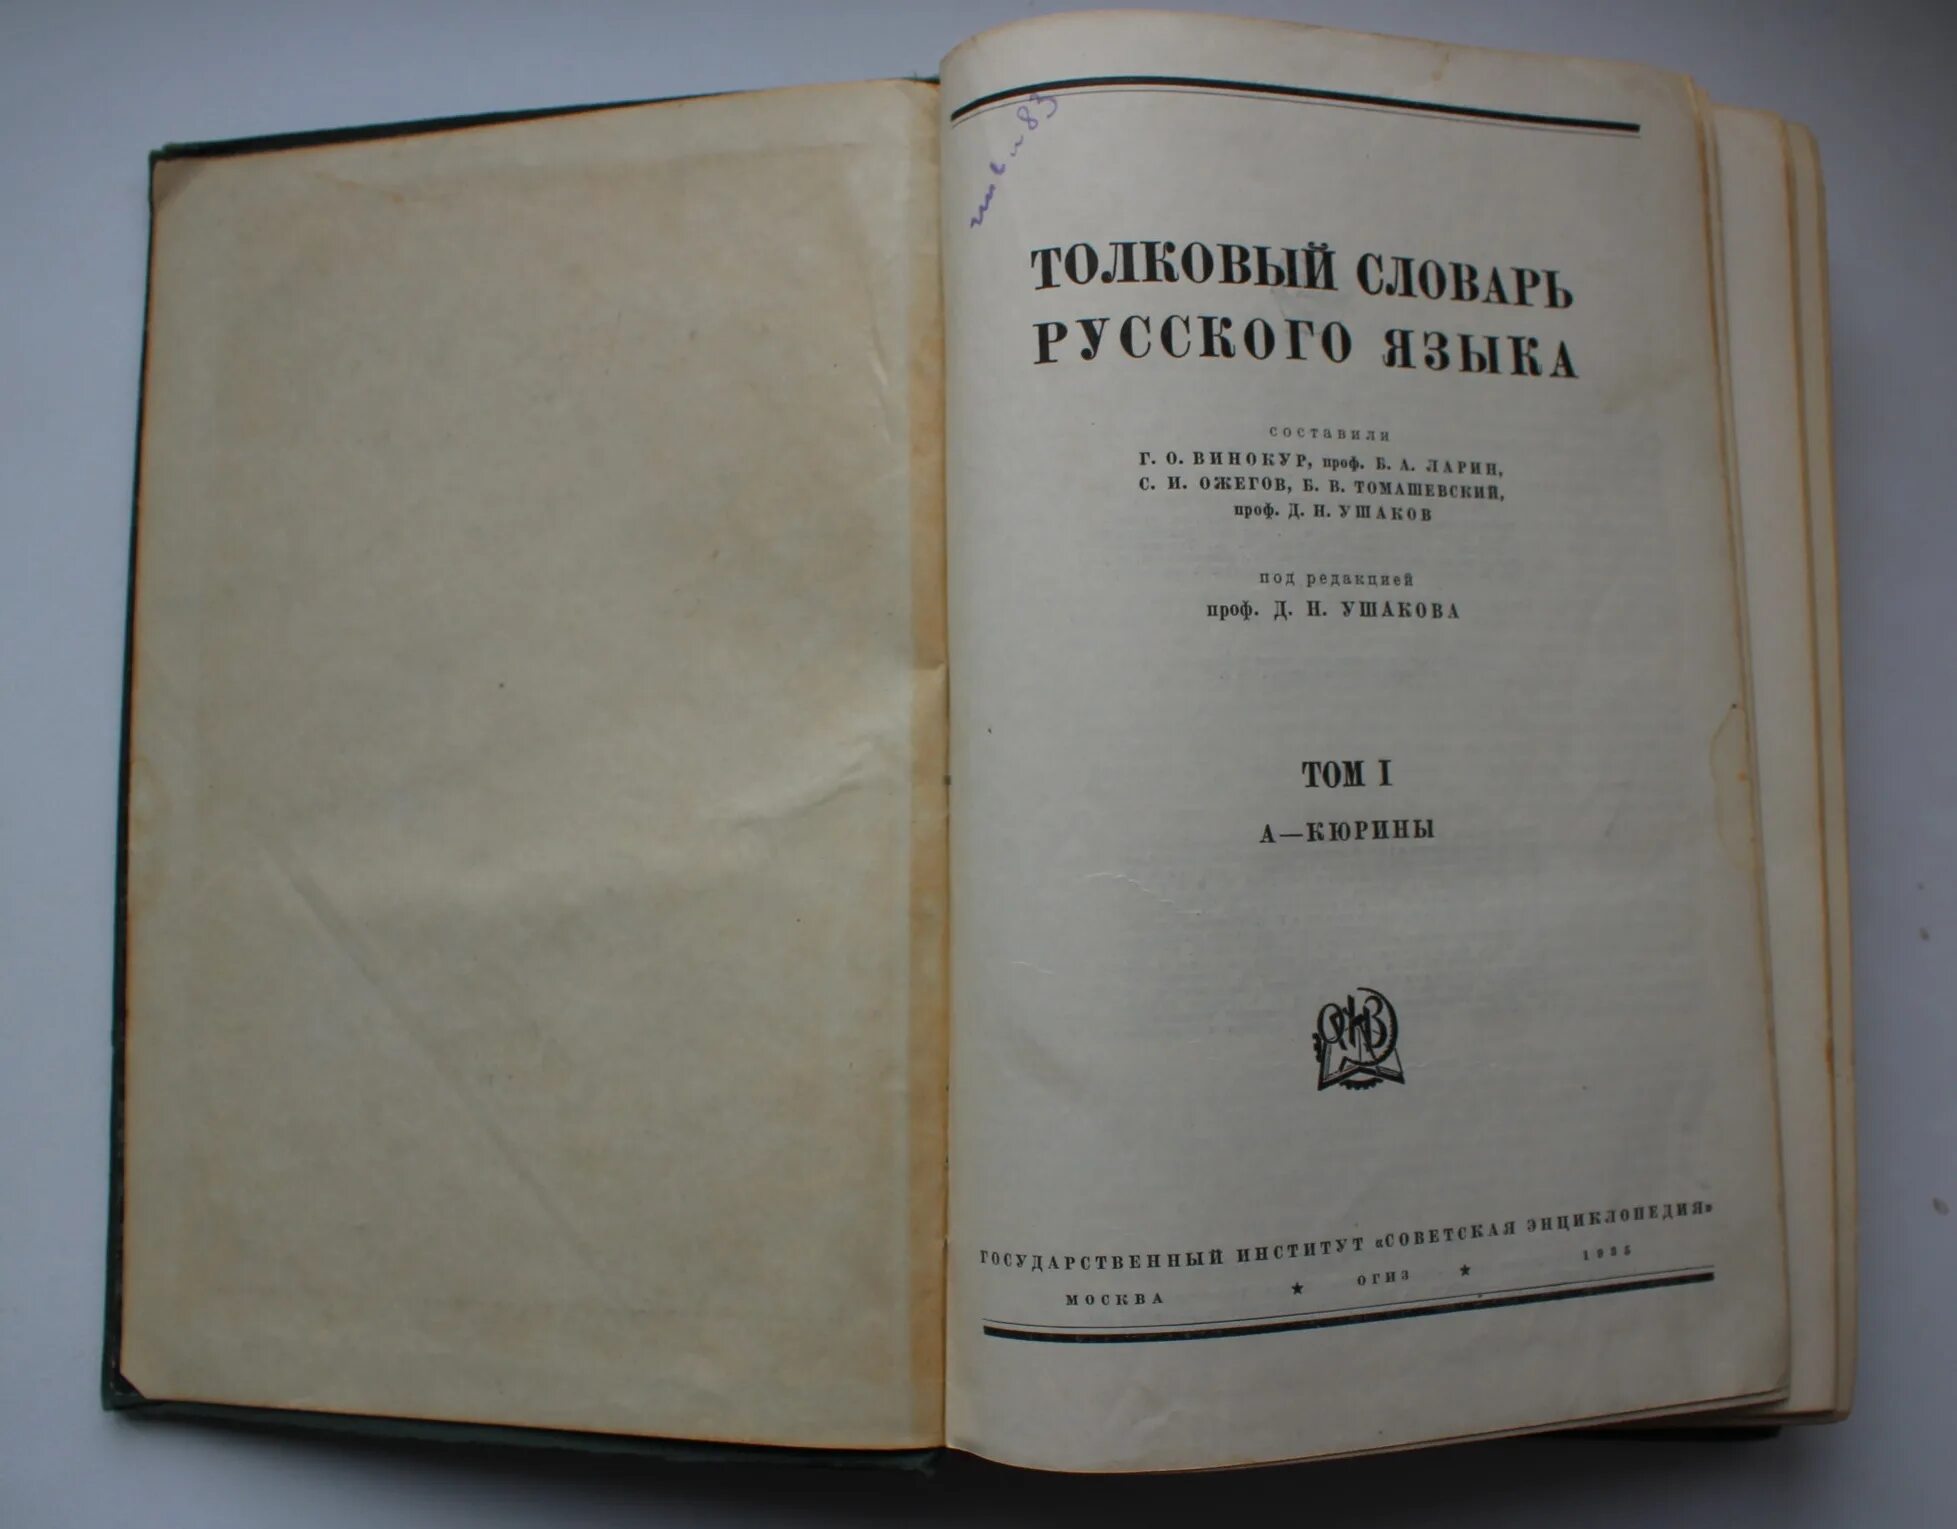 ТОЛКОВЫЙ СЛОВАРЬ
РУССКОГО ЯЗЫКА
составили
Г. О. ВИНОКУР, проф. Б. А. ЛАРИН,
С. И. ОЖЕГОВ, Б. В. ТОМАШЕВСКИЙ,
проф. Д. Н. УШАКОВ
под редакцией
проф. Д. Н. УШАКОВА
ТОМ I
А—КЮРИНЫ
ГОСУДАРСТВЕННЫЙ ИНСТИТУТ «СОВЕТСКАЯ ЭНЦИКЛОПЕДИЯ»
МОСКВА ★ ОГИЗ ★ 1935